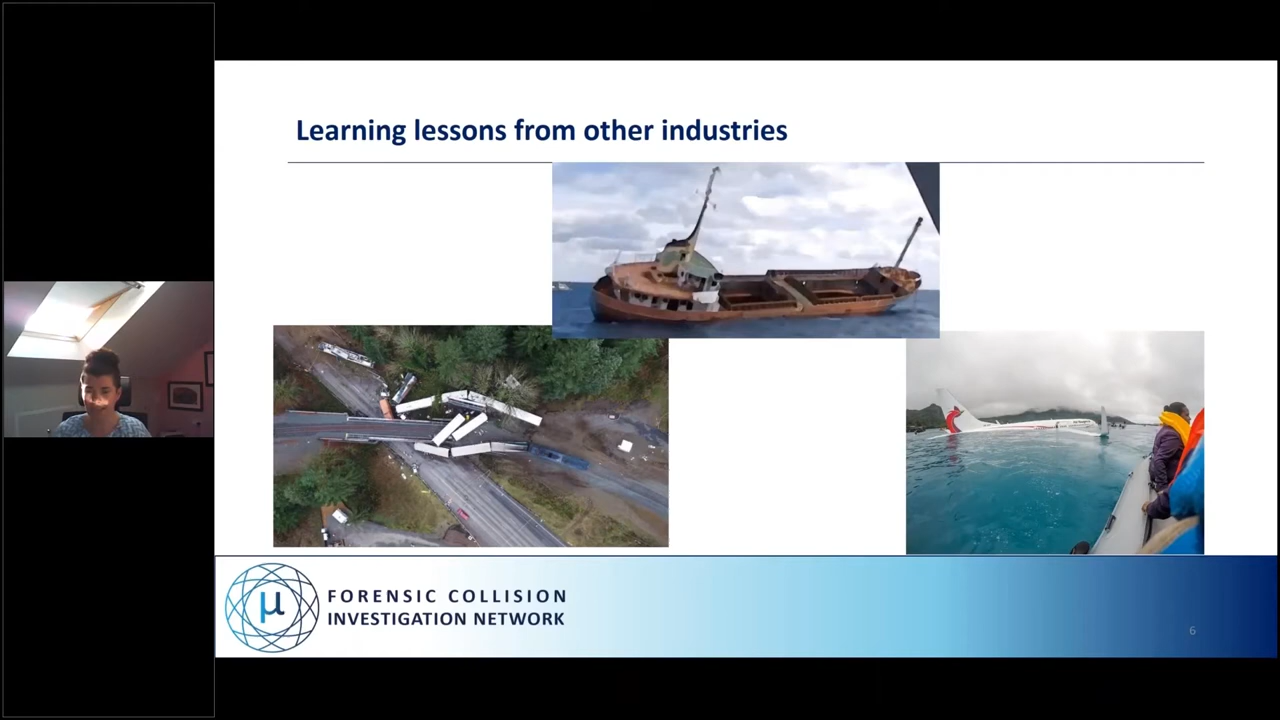 Learning lessons from other industries
μ
FORENSIC COLLISION
INVESTIGATION NETWORK
6